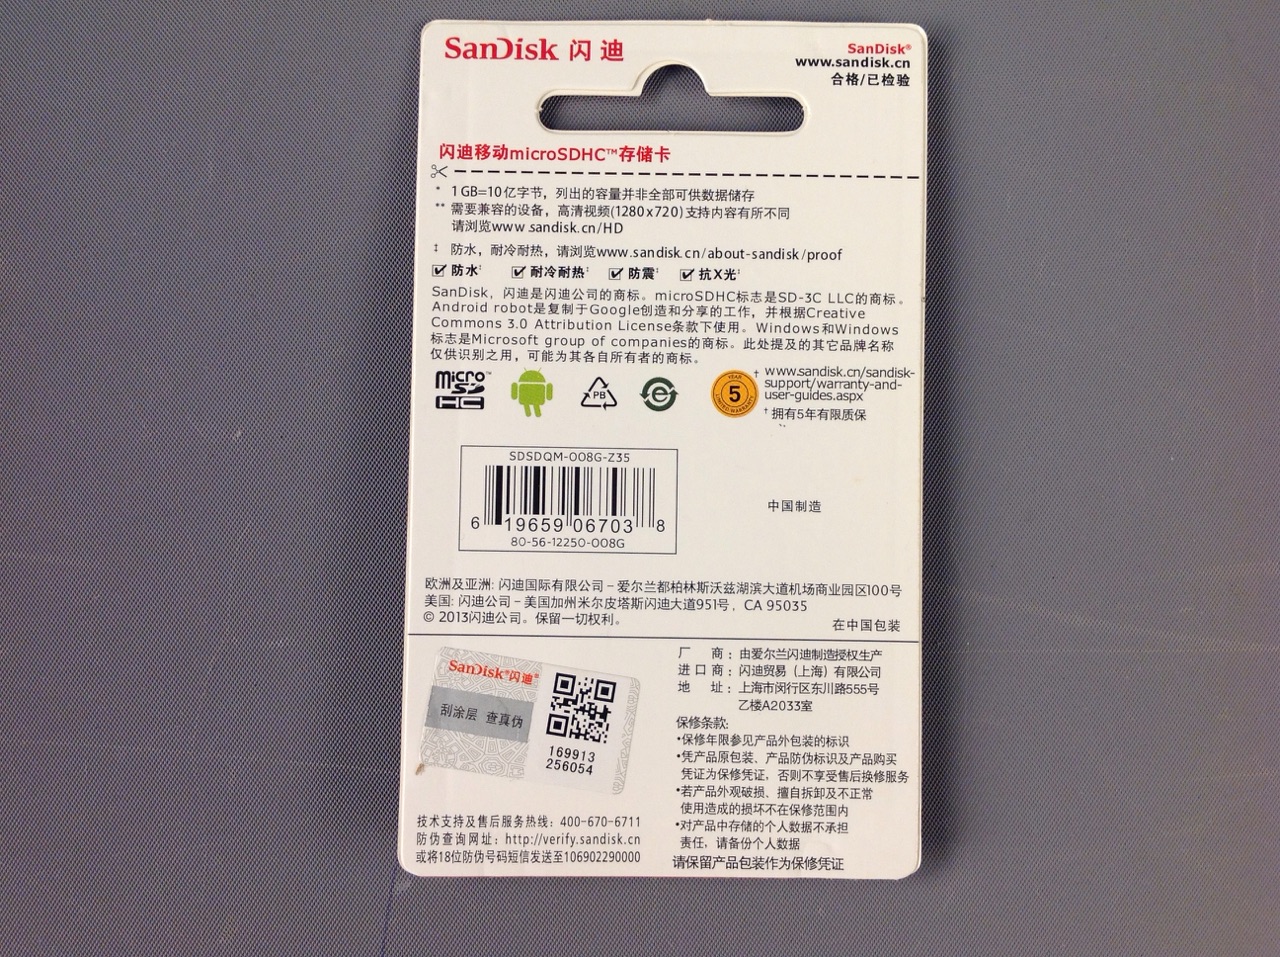 SanDisk 闪迪
SanDisk®
www.sandisk.cn
合格/已检验
闪迪移动microSDHC™存储卡
* 1GB=10亿字节，列出的容量并非全部可供数据储存
** 需要兼容的设备，高清视频(1280x720)支持内容有所不同
请浏览www.sandisk.cn/HD
‡ 防水，耐冷耐热，请浏览www.sandisk.cn/about-sandisk/proof
防水‡ 耐冷耐热‡ 防震‡ 抗X光‡
SanDisk，闪迪是闪迪公司的商标。microSDHC标志是SD-3C LLC的商标。
Android robot是复制于Google创造和分享的工作，并根据Creative
Commons 3.0 Attribution License条款下使用。Windows和Windows
标志是Microsoft group of companies的商标。此处提及的其它品牌名称
仅供识别之用，可能为其各自所有者的商标。
micro SD HC™
PB
e
YEAR
5
LIMITED WARRANTY
† www.sandisk.cn/sandisk-
support/warranty-and-
user-guides.aspx
† 拥有5年有限质保
SDSDQM-008G-Z35
6 19659 06703 8
80-56-12250-008G
中国制造
欧洲及亚洲: 闪迪国际有限公司 – 爱尔兰都柏林斯沃兹湖滨大道机场商业园区100号
美国: 闪迪公司 – 美国加州米尔皮塔斯闪迪大道951号，CA 95035
© 2013闪迪公司。保留一切权利。
在中国包装
SanDisk®闪迪®
刮涂层 查真伪
169913
256054
技术支持及售后服务热线：400-670-6711
防伪查询网址：http://verify.sandisk.cn
或将18位防伪号码短信发送至106902290000
厂 商：由爱尔兰闪迪制造授权生产
进口商：闪迪贸易（上海）有限公司
地 址：上海市闵行区东川路555号
乙楼A2033室
保修条款:
•保修年限参见产品外包装的标识
•凭产品原包装、产品防伪标识及产品购买
凭证为保修凭证，否则不享受售后换修服务
•若产品外观破损、擅自拆卸及不正常
使用造成的损坏不在保修范围内
•对产品中存储的个人数据不承担
责任，请备份个人数据
请保留产品包装作为保修凭证